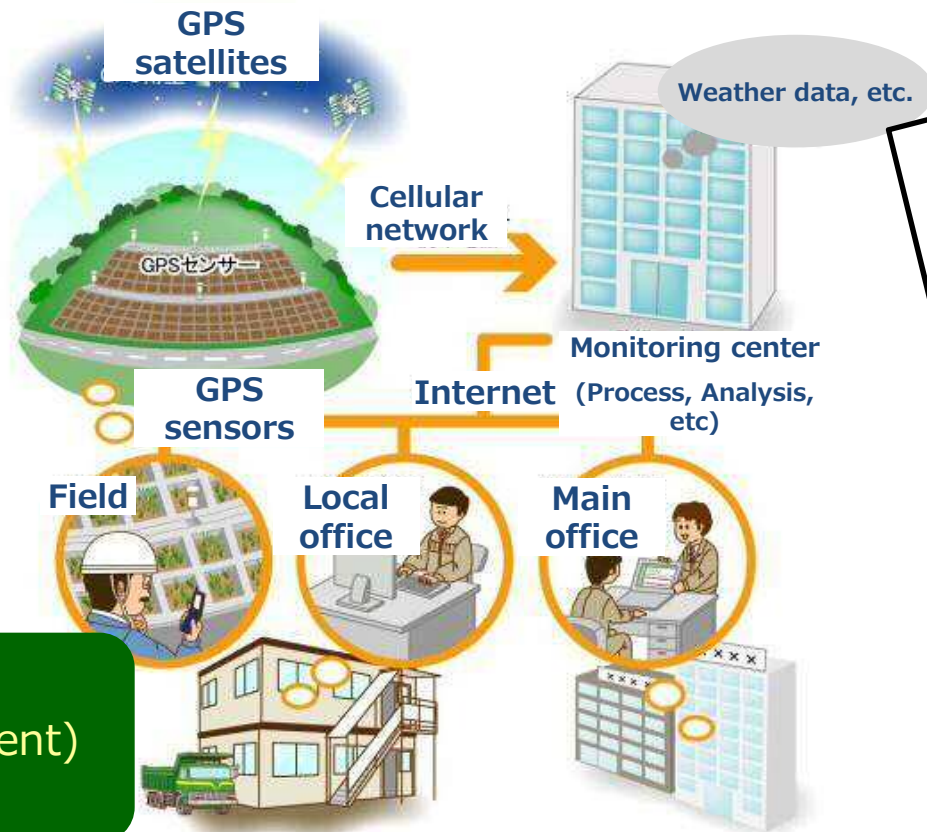 GPS
satellites
Weather data, etc.
Cellular
network
GPSセンサー
Monitoring center
(Process, Analysis,
etc)
Internet
GPS
sensors
Field
Local
office
Main
office
××××
××××
ent)